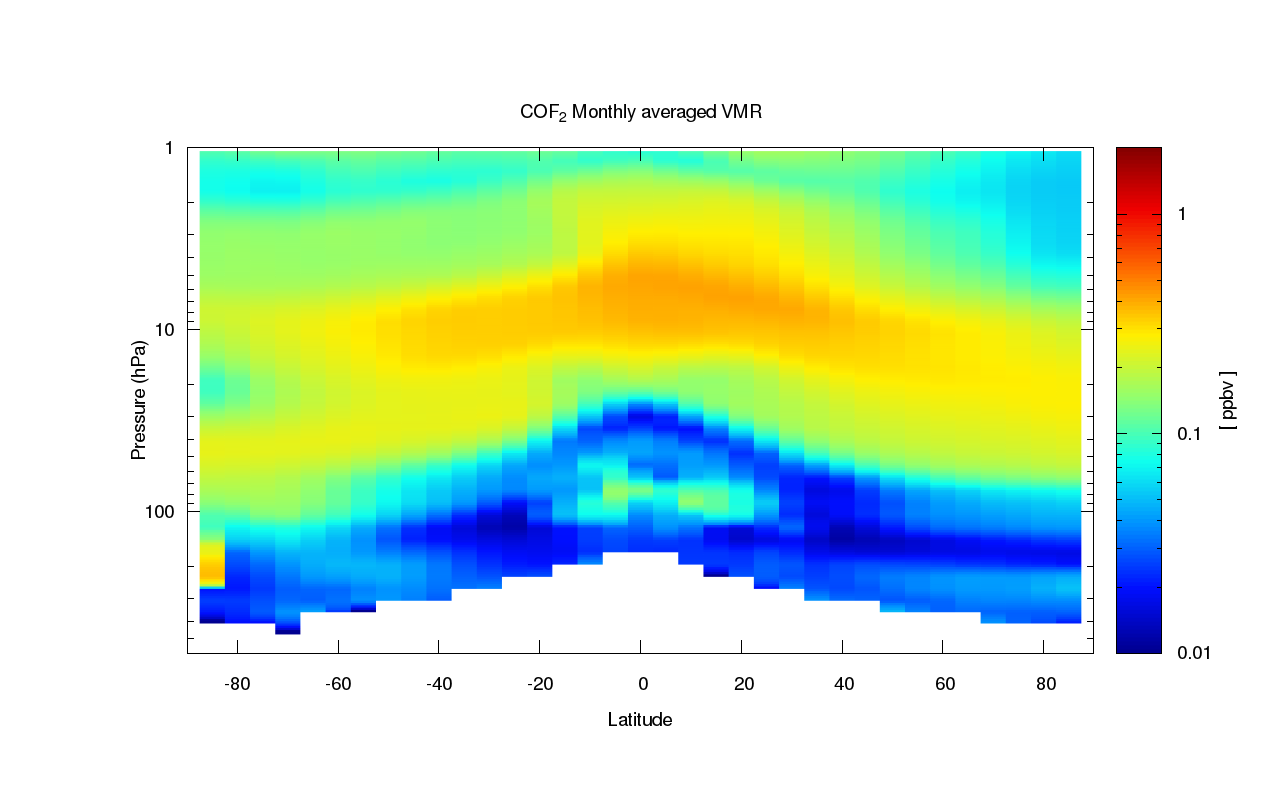 COF₂ Monthly averaged VMR
1
10
100
Pressure (hPa)
-80 -60 -40 -20 0 20 40 60 80
Latitude
1
0.1
0.01
[ ppbv ]